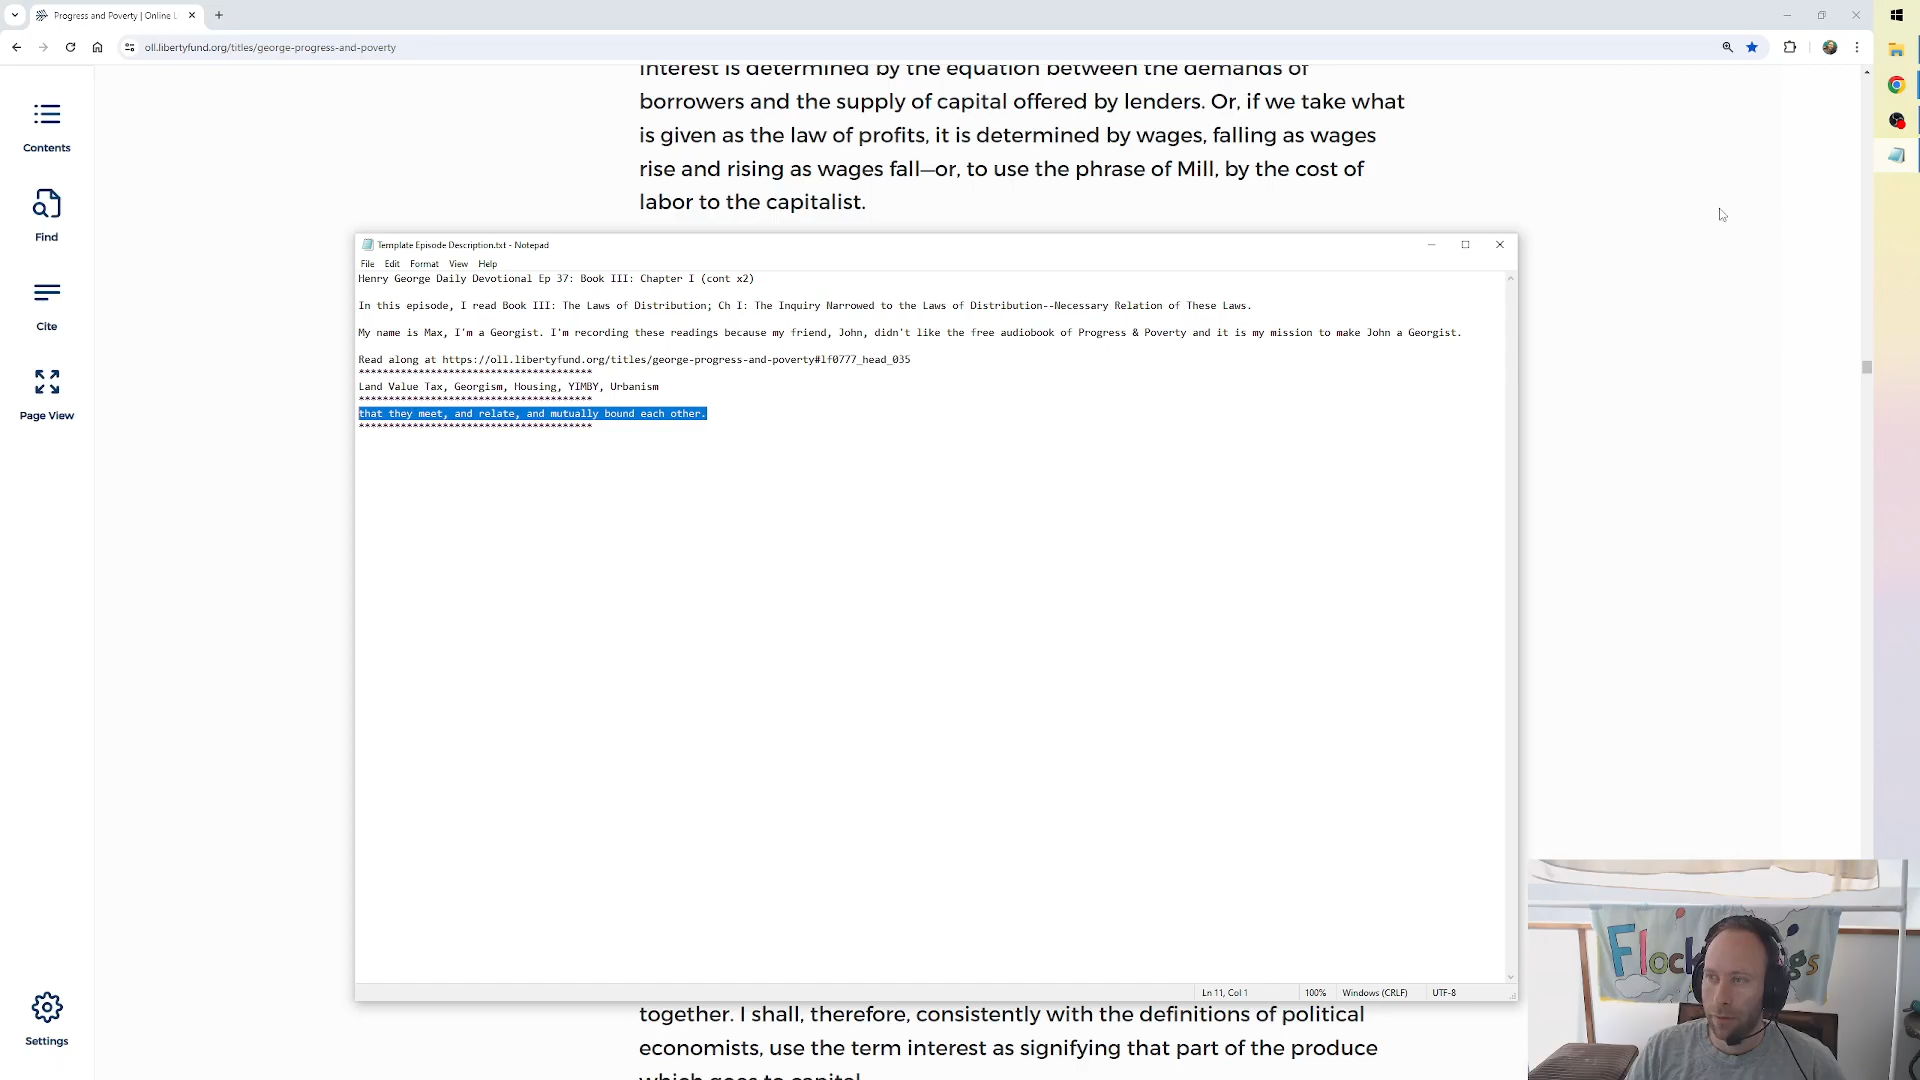 Progress and Poverty | Online L
oll.libertyfund.org/titles/george-progress-and-poverty
Contents
Find
Cite
Page View
Settings
interest is determined by the equation between the demands of
borrowers and the supply of capital offered by lenders. Or, if we take what
is given as the law of profits, it is determined by wages, falling as wages
rise and rising as wages fall—or, to use the phrase of Mill, by the cost of
labor to the capitalist.
Template Episode Description.txt - Notepad
File Edit Format View Help
Henry George Daily Devotional Ep 37: Book III: Chapter I (cont x2)
In this episode, I read Book III: The Laws of Distribution; Ch I: The Inquiry Narrowed to the Laws of Distribution--Necessary Relation of These Laws.
My name is Max, I'm a Georgist. I'm recording these readings because my friend, John, didn't like the free audiobook of Progress & Poverty and it is my mission to make John a Georgist.
Read along at https://oll.libertyfund.org/titles/george-progress-and-poverty#lf0777_head_035
***************************************
Land Value Tax, Georgism, Housing, YIMBY, Urbanism
***************************************
that they meet, and relate, and mutually bound each other.
***************************************
Ln 11, Col 1 100% Windows (CRLF) UTF-8
together. I shall, therefore, consistently with the definitions of political
economists, use the term interest as signifying that part of the produce
which goes to capital.